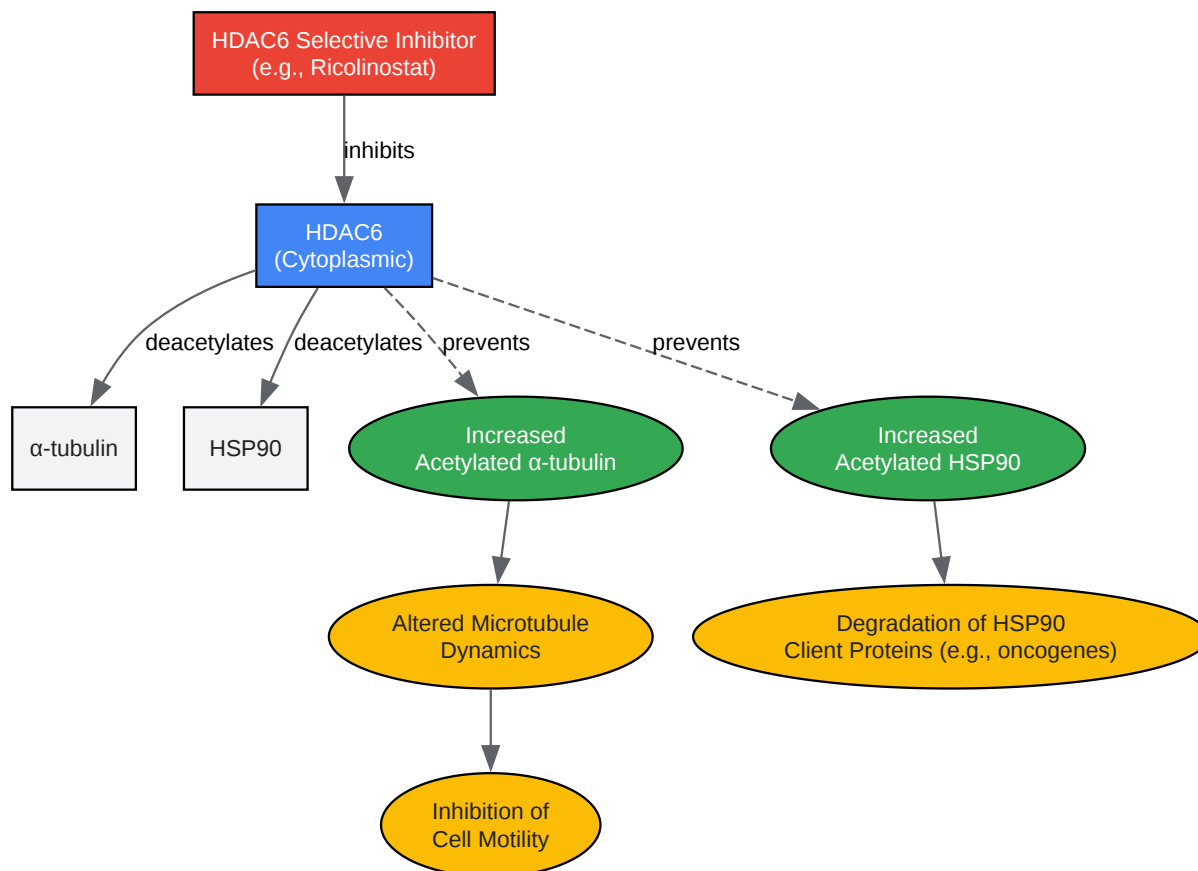 HDAC6 Selective Inhibitor
(e.g., Ricolinostat)
inhibits
HDAC6
(Cytoplasmic)
deacetylates
deacetylates
prevents
prevents
α-tubulin
HSP90
Increased
Acetylated α-tubulin
Increased
Acetylated HSP90
Altered Microtubule
Dynamics
Degradation of HSP90
Client Proteins (e.g., oncogenes)
Inhibition of
Cell Motility